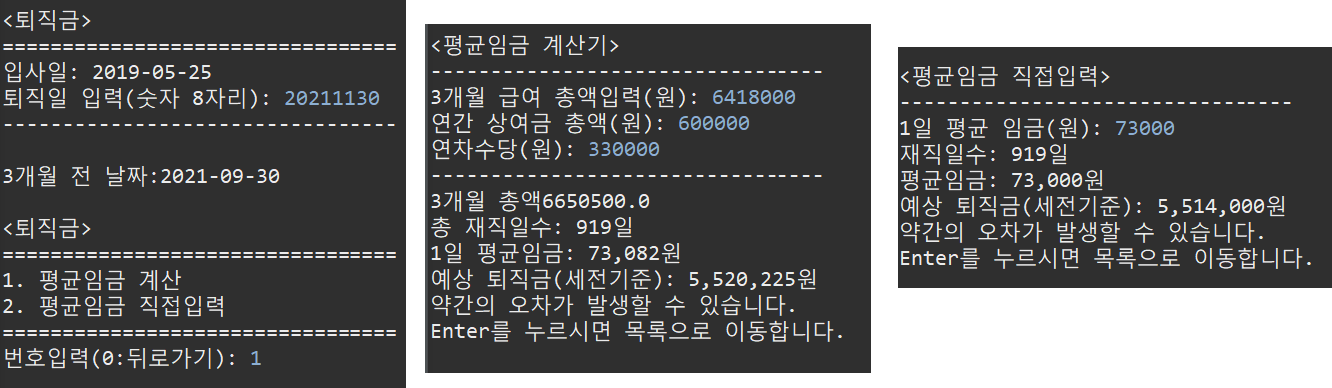 <퇴직금>
=================================
입사일: 2019-05-25
퇴직일 입력(숫자 8자리): 20211130
---------------------------------
3개월 전 날짜:2021-09-30
<퇴직금>
=================================
1. 평균임금 계산
2. 평균임금 직접입력
=================================
번호입력(0:뒤로가기): 1
<평균임금 계산기>
---------------------------------
3개월 급여 총액입력(원): 6418000
연간 상여금 총액(원): 600000
연차수당(원): 330000
---------------------------------
3개월 총액6650500.0
총 재직일수: 919일
1일 평균임금: 73,082원
예상 퇴직금(세전기준): 5,520,225원
약간의 오차가 발생할 수 있습니다.
Enter를 누르시면 목록으로 이동합니다.
<평균임금 직접입력>
---------------------------------
1일 평균 임금(원): 73000
재직일수: 919일
평균임금: 73,000원
예상 퇴직금(세전기준): 5,514,000원
약간의 오차가 발생할 수 있습니다.
Enter를 누르시면 목록으로 이동합니다.